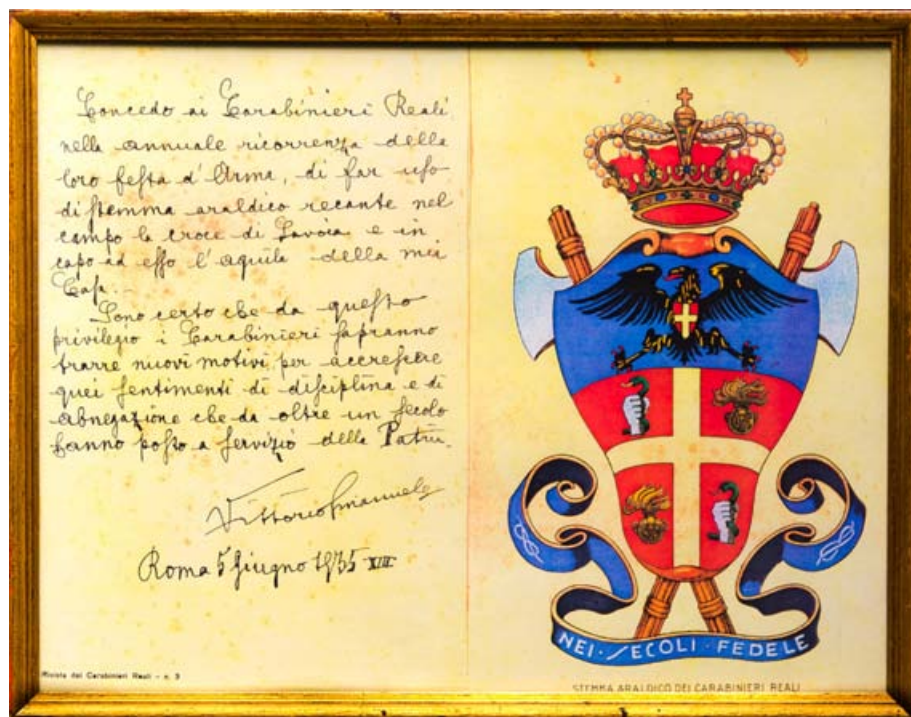 Concedo ai Carabinieri Reali,
nella annuale ricorrenza della
loro festa d'Arma, di far uso
di stemma araldico recante nel
campo la croce di Savoia e in
capo ad esso l'aquila della mia
Casa.
Sono certo che da questo
privilegio i Carabinieri sapranno
trarre nuovi motivi per accrescere
quei sentimenti di disciplina e di
abnegazione che da oltre un secolo
hanno posto a servizio della Patria.
Vittorio Emanuele
Roma 5 Giugno 1935 XIII
Rivista dei Carabinieri Reali - n. 3
NEI · SECOLI · FEDELE
STEMMA ARALDICO DEI CARABINIERI REALI